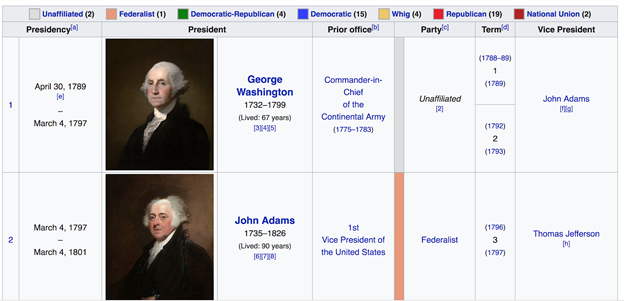 Unaffiliated (2) Federalist (1) Democratic-Republican (4) Democratic (15) Whig (4) Republican (19) National Union (2)
Presidency[a] President Prior office[b] Party[c] Term[d] Vice President
1
April 30, 1789
[e]
–
March 4, 1797
George
Washington
1732–1799
(Lived: 67 years)
[3][4][5]
Commander-in-
Chief
of the
Continental Army
(1775–1783)
Unaffiliated
[2]
(1788–89)
1
(1789)
(1792)
2
(1793)
John Adams
[f][g]
2
March 4, 1797
–
March 4, 1801
John Adams
1735–1826
(Lived: 90 years)
[6][7][8]
1st
Vice President of
the United States
Federalist
(1796)
3
(1797)
Thomas Jefferson
[h]